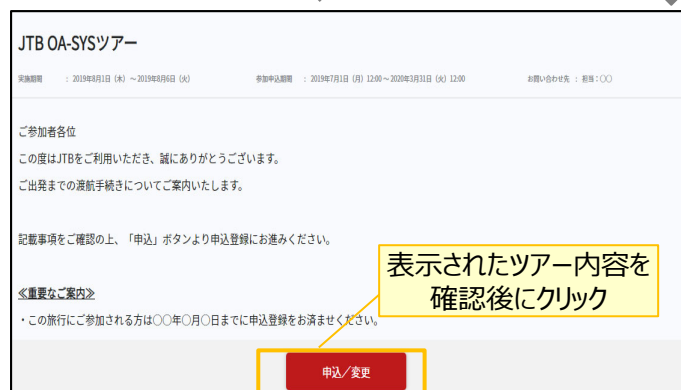 JTB OA-SYSツアー
実施期間 : 2019年8月1日 (木) ～2019年8月6日 (火) 参加申込期間 : 2019年7月1日 (月) 12:00～2020年3月31日 (火) 12:00 お問い合わせ先 : 担当：〇〇
ご参加者各位
この度はJTBをご利用いただき、誠にありがとうございます。
ご出発までの渡航手続きについてご案内いたします。
記載事項をご確認の上、「申込」ボタンより申込登録にお進みください。
表示されたツアー内容を
確認後にクリック
≪重要なご案内≫
・この旅行にご参加される方は〇〇年〇月〇日までに申込登録をお済ませください。
申込／変更